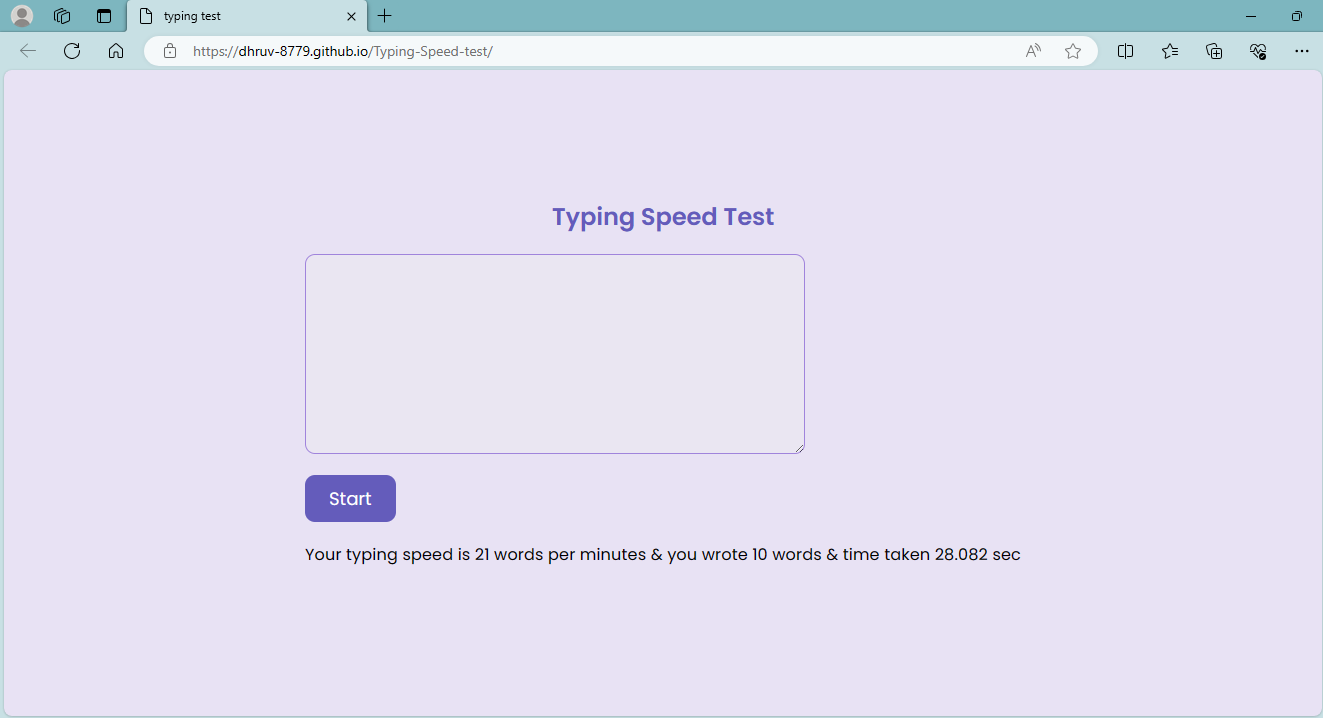 typing test
https://dhruv-8779.github.io/Typing-Speed-test/
Typing Speed Test
Start
Your typing speed is 21 words per minutes & you wrote 10 words & time taken 28.082 sec